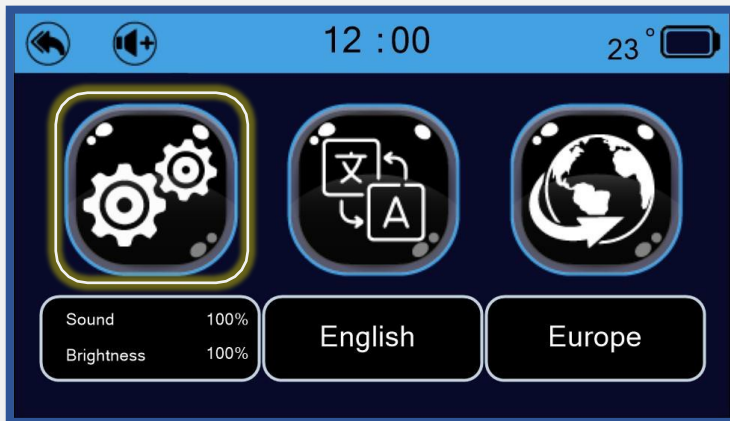 12 :00
23°
文
A
Sound 100%
Brightness 100%
English
Europe